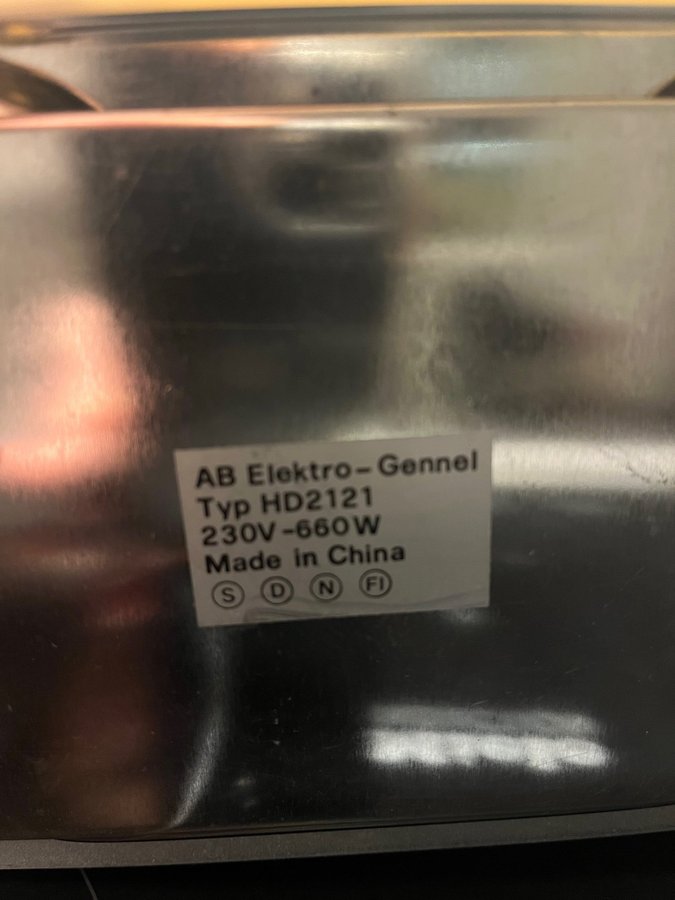 AB Elektro-Gennel
Typ HD2121
230V-660W
Made in China
S D N FI